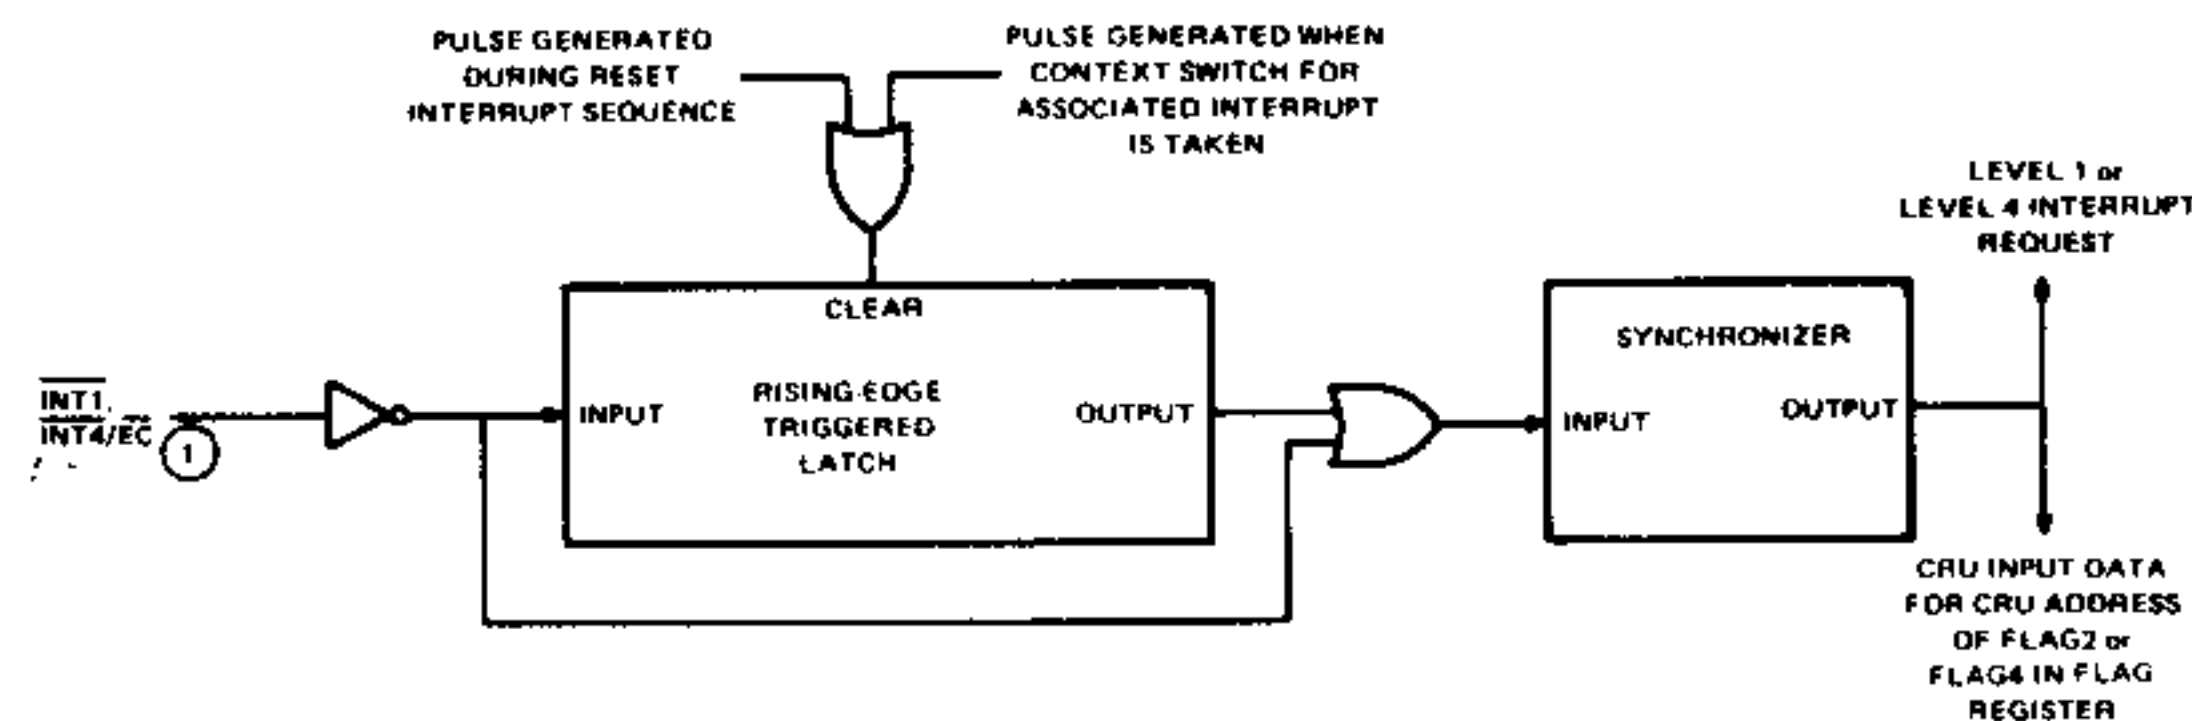 PULSE GENERATED
DURING RESET
INTERRUPT SEQUENCE
PULSE GENERATED WHEN
CONTEXT SWITCH FOR
ASSOCIATED INTERRUPT
IS TAKEN
LEVEL 1 or
LEVEL 4 INTERRUPT
REQUEST
CLEAR
SYNCHRONIZER
INT1,
INT4/EC
1
INPUT
RISING-EDGE
TRIGGERED
LATCH
OUTPUT
INPUT
OUTPUT
CRU INPUT DATA
FOR CRU ADDRESS
OF FLAG2 or
FLAG4 IN FLAG
REGISTER